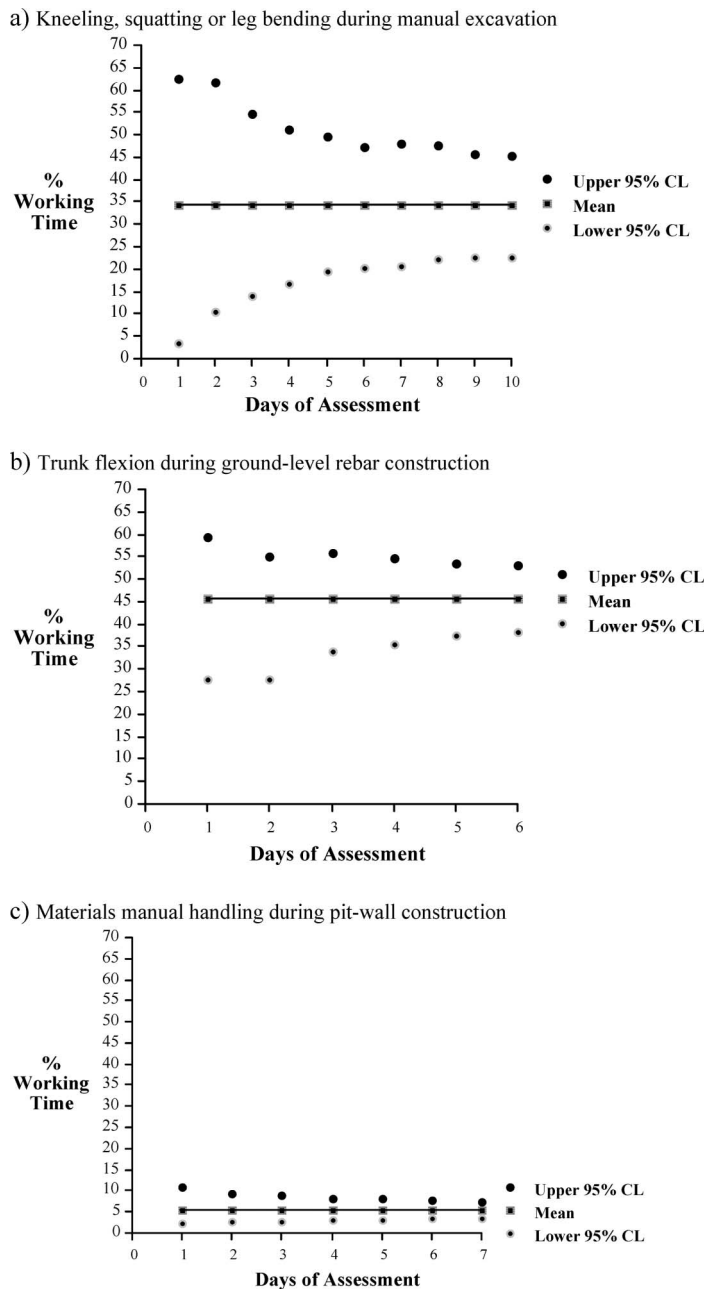 a) Kneeling, squatting or leg bending during manual excavation
70
65
60
55
50
45
40
35
30
25
20
15
10
5
0
%
Working
Time
Upper 95% CL
Mean
Lower 95% CL
0 1 2 3 4 5 6 7 8 9 10
Days of Assessment
b) Trunk flexion during ground-level rebar construction
70
65
60
55
50
45
40
35
30
25
20
15
10
5
0
%
Working
Time
Upper 95% CL
Mean
Lower 95% CL
0 1 2 3 4 5 6
Days of Assessment
c) Materials manual handling during pit-wall construction
70
65
60
55
50
45
40
35
30
25
20
15
10
5
0
%
Working
Time
Upper 95% CL
Mean
Lower 95% CL
0 1 2 3 4 5 6 7
Days of Assessment